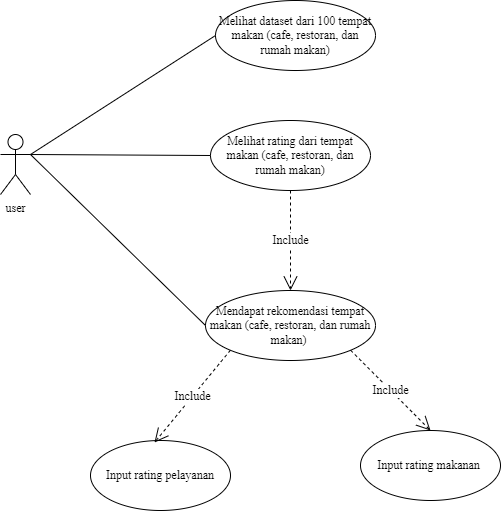 Melihat dataset dari 100 tempat
makan (cafe, restoran, dan
rumah makan)
Melihat rating dari tempat
makan (cafe, restoran, dan
rumah makan)
user
Include
Mendapat rekomendasi tempat
makan (cafe, restoran, dan rumah
makan)
Include
Include
Input rating pelayanan
Input rating makanan